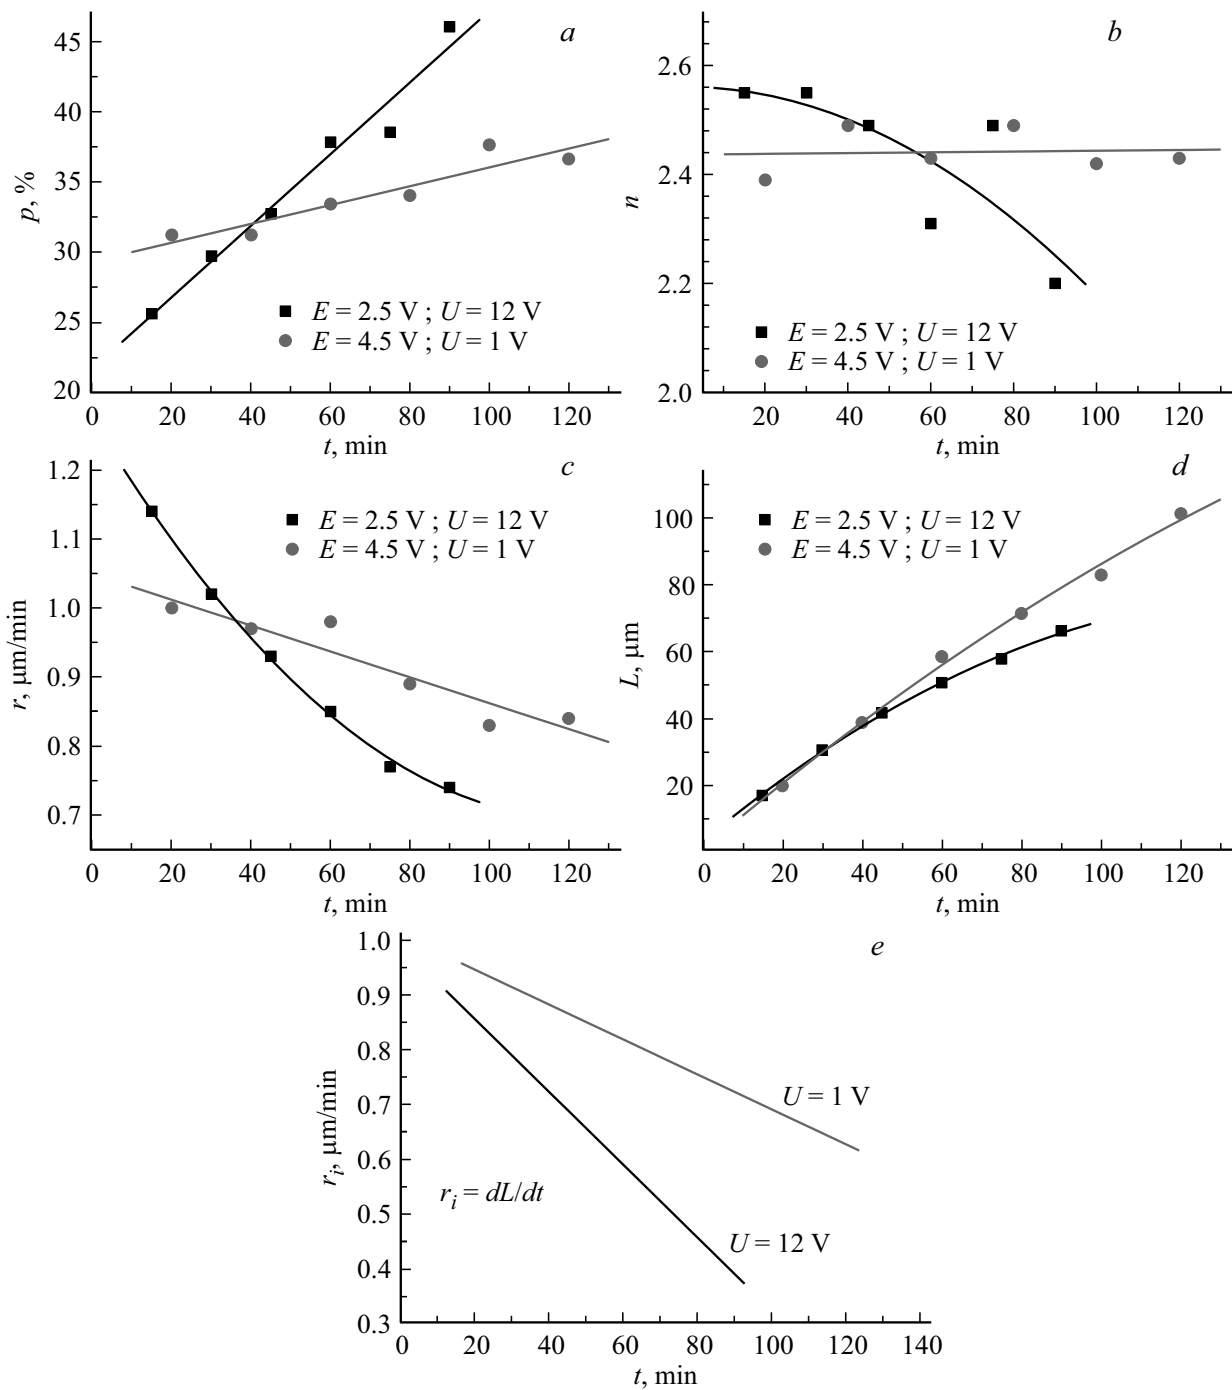 a
45
40
35
30
25
20
p, %
E = 2.5 V ; U = 12 V
E = 4.5 V ; U = 1 V
0 20 40 60 80 100 120
t, min
b
2.6
2.4
2.2
2.0
n
E = 2.5 V ; U = 12 V
E = 4.5 V ; U = 1 V
20 40 60 80 100 120
t, min
c
1.2
1.1
1.0
0.9
0.8
0.7
r, μm/min
E = 2.5 V ; U = 12 V
E = 4.5 V ; U = 1 V
0 20 40 60 80 100 120
t, min
d
100
80
60
40
20
L, μm
E = 2.5 V ; U = 12 V
E = 4.5 V ; U = 1 V
0 20 40 60 80 100 120
t, min
e
1.0
0.9
0.8
0.7
0.6
0.5
0.4
0.3
r_i, μm/min
U = 1 V
r_i = dL/dt
U = 12 V
0 20 40 60 80 100 120 140
t, min